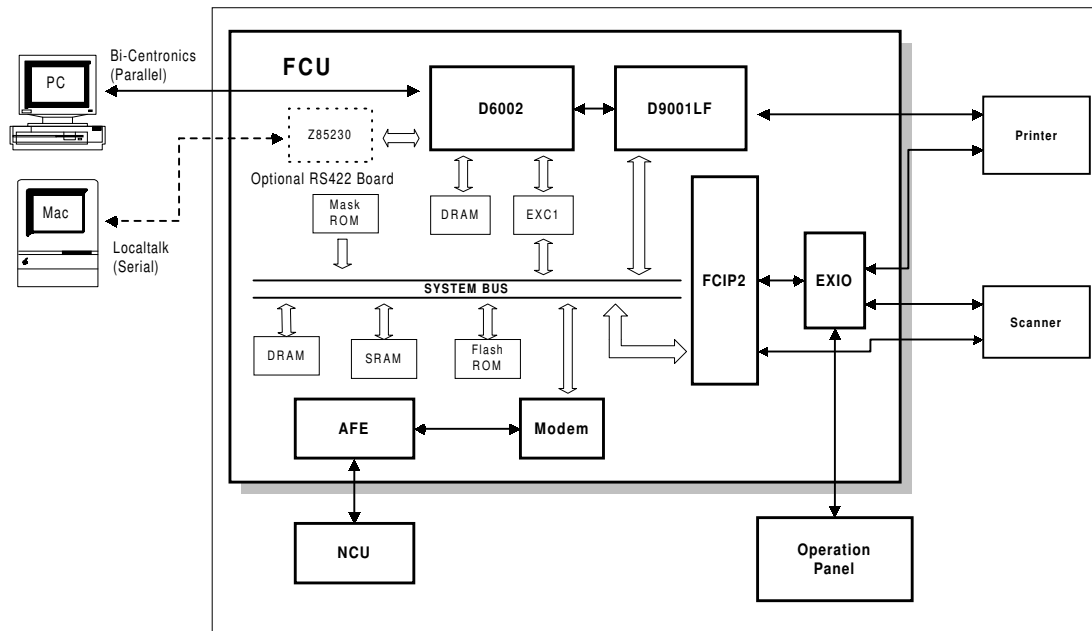 PC
Bi-Centronics
(Parallel)
FCU
D6002
D9001LF
Printer
Z85230
Optional RS422 Board
Mac
Localtalk
(Serial)
Mask
ROM
DRAM
EXC1
FCIP2
EXIO
SYSTEM BUS
Scanner
DRAM
SRAM
Flash
ROM
AFE
Modem
NCU
Operation
Panel